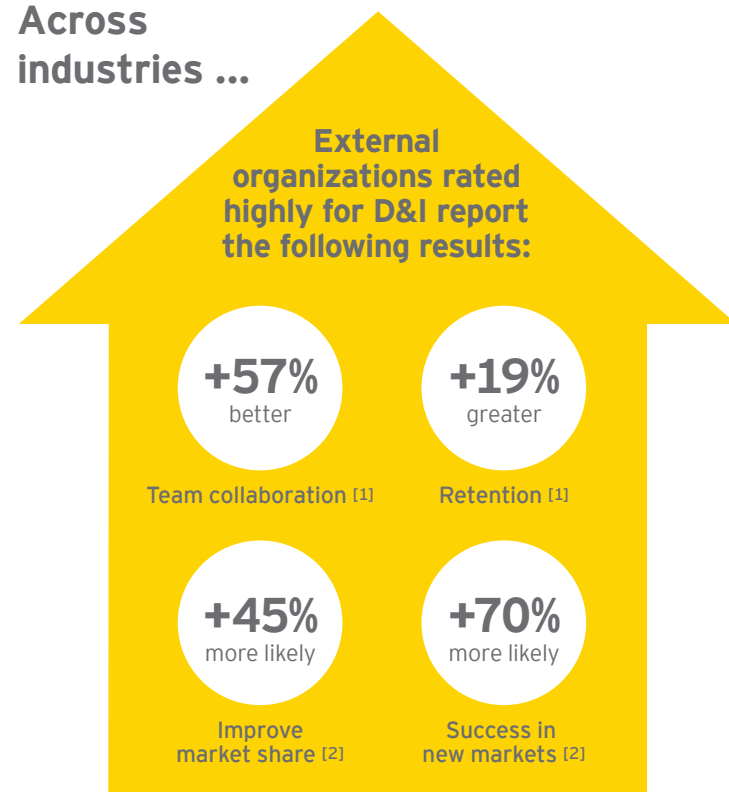 Across
industries ...
External
organizations rated
highly for D&I report
the following results:
+57%
better
Team collaboration [1]
+19%
greater
Retention [1]
+45%
more likely
Improve
market share [2]
+70%
more likely
Success in
new markets [2]